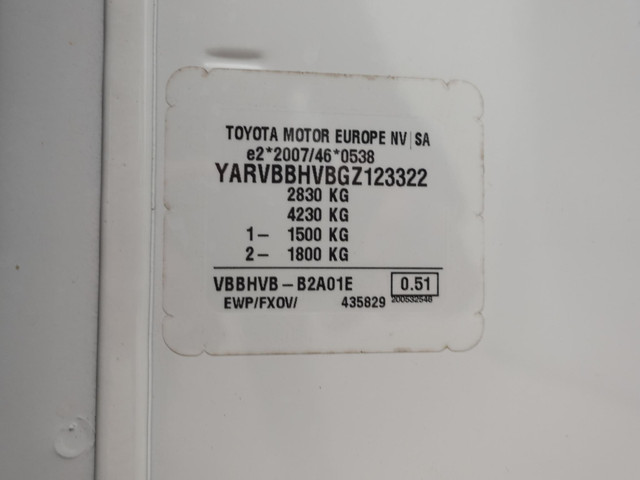 TOYOTA MOTOR EUROPE NV|SA
e2*2007/46*0538
YARVBBHVBGZ123322
2830 KG
4230 KG
1- 1500 KG
2- 1800 KG
VBBHVB-B2A01E 0.51
EWP/FXOV/ 435829 200532546